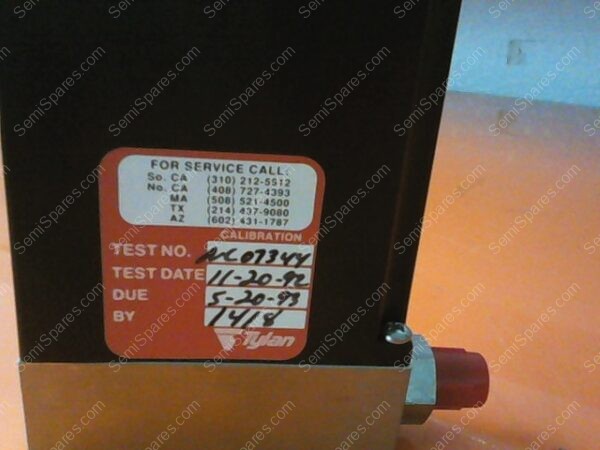 FOR SERVICE CALL:
So. CA (310) 212-5512
No. CA (408) 727-4393
MA (508) 521-4500
TX (214) 437-9080
AZ (602) 431-1787
CALIBRATION
TEST NO. NC07344
TEST DATE 11-20-92
DUE 5-20-93
BY 1418
Tylan
SemiSpares.com